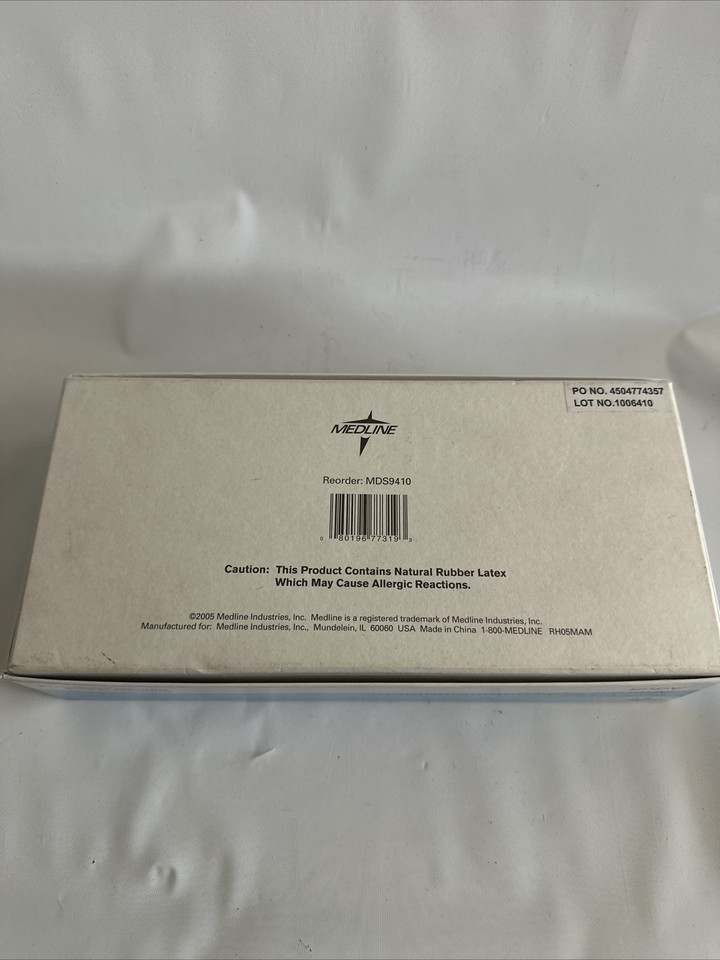 PO NO. 4504774357
LOT NO.1006410
MEDLINE
Reorder: MDS9410
0 80196 77319 3
Caution: This Product Contains Natural Rubber Latex
Which May Cause Allergic Reactions.
©2005 Medline Industries, Inc. Medline is a registered trademark of Medline Industries, Inc.
Manufactured for: Medline Industries, Inc., Mundelein, IL 60060 USA Made in China 1-800-MEDLINE RH05MAM